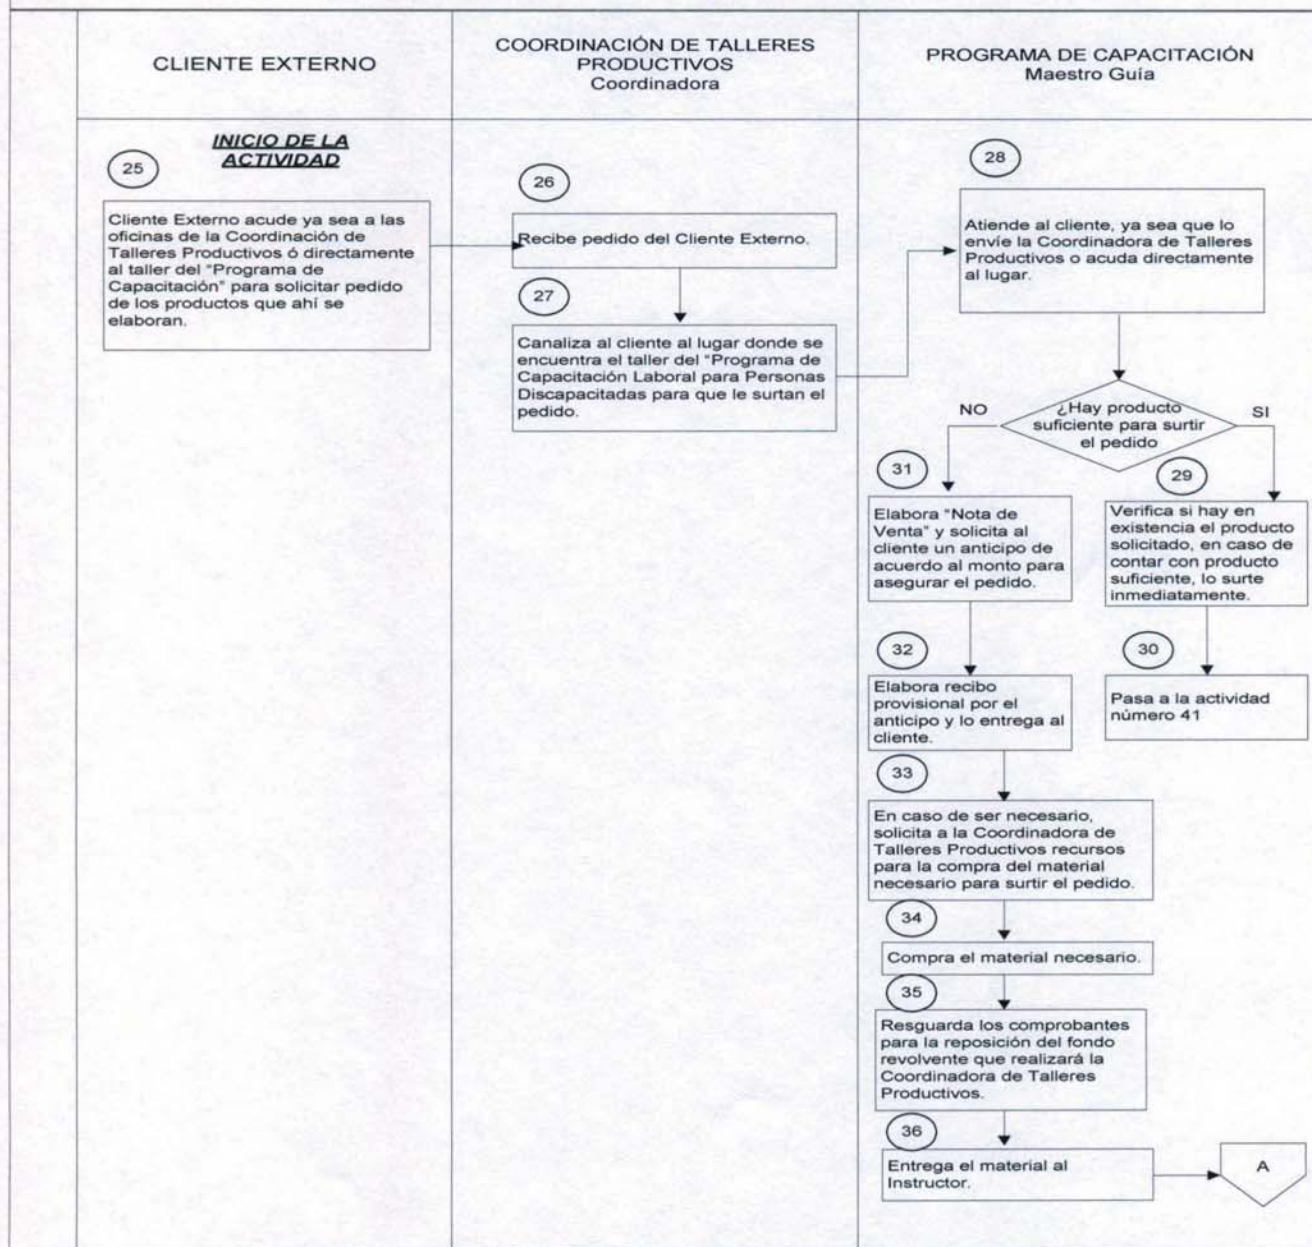 CLIENTE EXTERNO
COORDINACIÓN DE TALLERES
PRODUCTIVOS
Coordinadora
PROGRAMA DE CAPACITACIÓN
Maestro Guía
INICIO DE LA
ACTIVIDAD
25
Cliente Externo acude ya sea a las
oficinas de la Coordinación de
Talleres Productivos ó directamente
al taller del "Programa de
Capacitación" para solicitar pedido
de los productos que ahí se
elaboran.
26
Recibe pedido del Cliente Externo.
27
Canaliza al cliente al lugar donde se
encuentra el taller del "Programa de
Capacitación Laboral para Personas
Discapacitadas para que le surtan el
pedido.
28
Atiende al cliente, ya sea que lo
envíe la Coordinadora de Talleres
Productivos o acuda directamente
al lugar.
¿Hay producto
suficiente para surtir
el pedido
NO
SI
31
Elabora "Nota de
Venta" y solicita al
cliente un anticipo de
acuerdo al monto para
asegurar el pedido.
29
Verifica si hay en
existencia el producto
solicitado, en caso de
contar con producto
suficiente, lo surte
inmediatamente.
32
Elabora recibo
provisional por el
anticipo y lo entrega al
cliente.
30
Pasa a la actividad
número 41
33
En caso de ser necesario,
solicita a la Coordinadora de
Talleres Productivos recursos
para la compra del material
necesario para surtir el pedido.
34
Compra el material necesario.
35
Resguarda los comprobantes
para la reposición del fondo
revolvente que realizará la
Coordinadora de Talleres
Productivos.
36
Entrega el material al
Instructor.
A